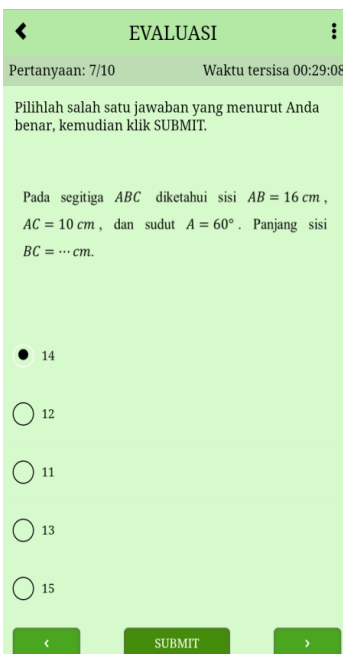 EVALUASI
Pertanyaan: 7/10 Waktu tersisa 00:29:08
Pilihlah salah satu jawaban yang menurut Anda
benar, kemudian klik SUBMIT.
Pada segitiga ABC diketahui sisi AB = 16 cm ,
AC = 10 cm , dan sudut A = 60° . Panjang sisi
BC = ⋯ cm.
14
12
11
13
15
‹ SUBMIT ›